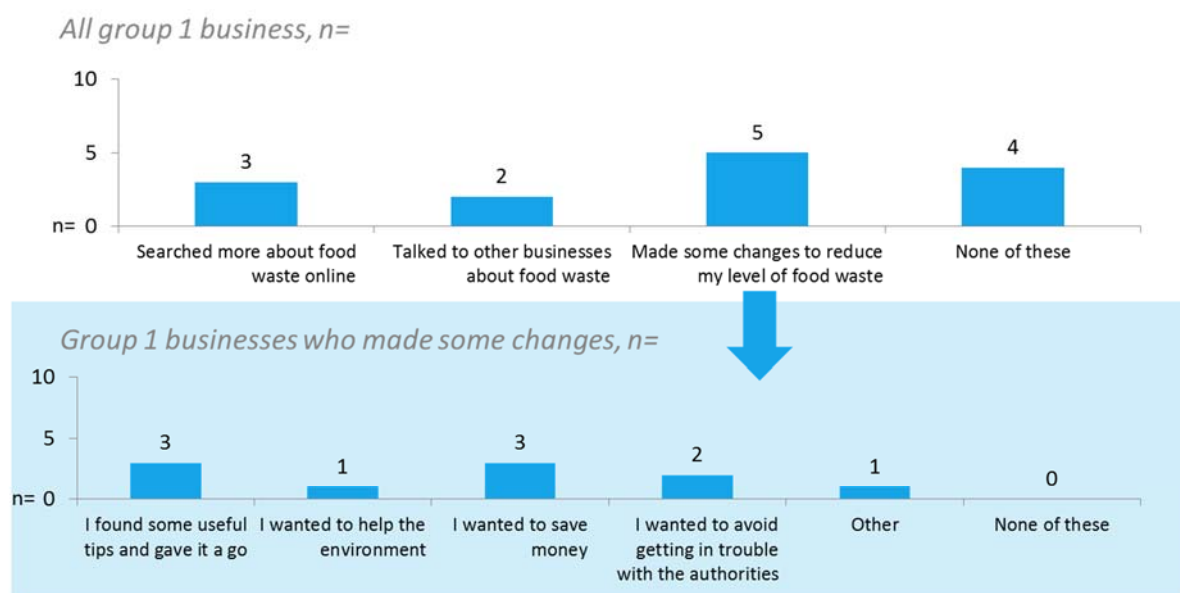 All group 1 business, n=
10
5
n= 0
3
2
5
4
Searched more about food
waste online
Talked to other businesses
about food waste
Made some changes to reduce
my level of food waste
None of these
Group 1 businesses who made some changes, n=
10
5
n= 0
3
1
3
2
1
0
I found some useful
tips and gave it a go
I wanted to help the
environment
I wanted to save
money
I wanted to avoid
getting in trouble
with the authorities
Other
None of these